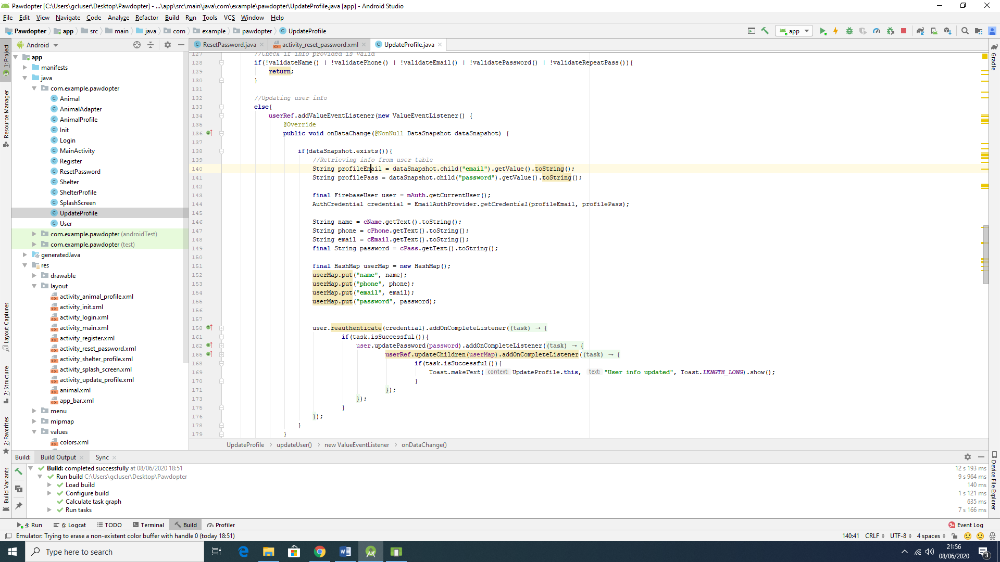 Pawdopter [C:\Users\gcluser\Desktop\Pawdopter] - ...\app\src\main\java\com\example\pawdopter\UpdateProfile.java [app] - Android Studio
File Edit View Navigate Code Analyze Refactor Build Run Tools VCS Window Help
Pawdopter app src main java com example pawdopter UpdateProfile app
Android ResetPassword.java activity_reset_password.xml UpdateProfile.java
1: Project
Resource Manager
Layout Captures
7: Structure
2: Favorites
Build Variants
app
manifests
java
com.example.pawdopter
Animal
AnimalAdapter
AnimalProfile
Init
Login
MainActivity
Register
ResetPassword
Shelter
ShelterProfile
SplashScreen
UpdateProfile
User
com.example.pawdopter (androidTest)
com.example.pawdopter (test)
generatedJava
res
drawable
layout
activity_animal_profile.xml
activity_init.xml
activity_login.xml
activity_main.xml
activity_register.xml
activity_reset_password.xml
activity_shelter_profile.xml
activity_splash_screen.xml
activity_update_profile.xml
animal.xml
app_bar.xml
menu
mipmap
values
colors.xml
127 //Check if info provided is valid
128 if(!validateName() | !validatePhone() | !validateEmail() | !validatePassword() | !validateRepeatPass()){
129 return;
130 }
131
132 //Updating user info
133 else{
134 userRef.addValueEventListener(new ValueEventListener() {
135 @Override
136 public void onDataChange(@NonNull DataSnapshot dataSnapshot) {
137
138 if(dataSnapshot.exists()){
139 //Retrieving info from user table
140 String profileEmail = dataSnapshot.child("email").getValue().toString();
141 String profilePass = dataSnapshot.child("password").getValue().toString();
142
143 final FirebaseUser user = mAuth.getCurrentUser();
144 AuthCredential credential = EmailAuthProvider.getCredential(profileEmail, profilePass);
145
146 String name = cName.getText().toString();
147 String phone = cPhone.getText().toString();
148 String email = cEmail.getText().toString();
149 final String password = cPass.getText().toString();
150
151 final HashMap userMap = new HashMap();
152 userMap.put("name", name);
153 userMap.put("phone", phone);
154 userMap.put("email", email);
155 userMap.put("password", password);
156
157
158 user.reauthenticate(credential).addOnCompleteListener((task) → {
161 if(task.isSuccessful()){
162 user.updatePassword(password).addOnCompleteListener((task) → {
165 userRef.updateChildren(userMap).addOnCompleteListener((task) → {
168 if(task.isSuccessful()){
169 Toast.makeText( context: UpdateProfile.this, text: "User info updated", Toast.LENGTH_LONG).show();
170 }
171 });
173 });
175 }
176 });
178 }
179 }
UpdateProfile › updateUser() › new ValueEventListener › onDataChange()
Gradle
Device File Explorer
Build: Build Output Sync
Build: completed successfully at 08/06/2020 18:51 12 s 193 ms
Run build C:\Users\gcluser\Desktop\Pawdopter 9 s 964 ms
Load build 140 ms
Configure build 1 s 121 ms
Calculate task graph 635 ms
Run tasks 7 s 166 ms
4: Run 6: Logcat TODO Terminal Build Profiler 9+ Event Log
Emulator: Trying to erase a non-existent color buffer with handle 0 (today 18:51) 140:41 CRLF UTF-8 4 spaces
Type here to search 21:56
08/06/2020 3